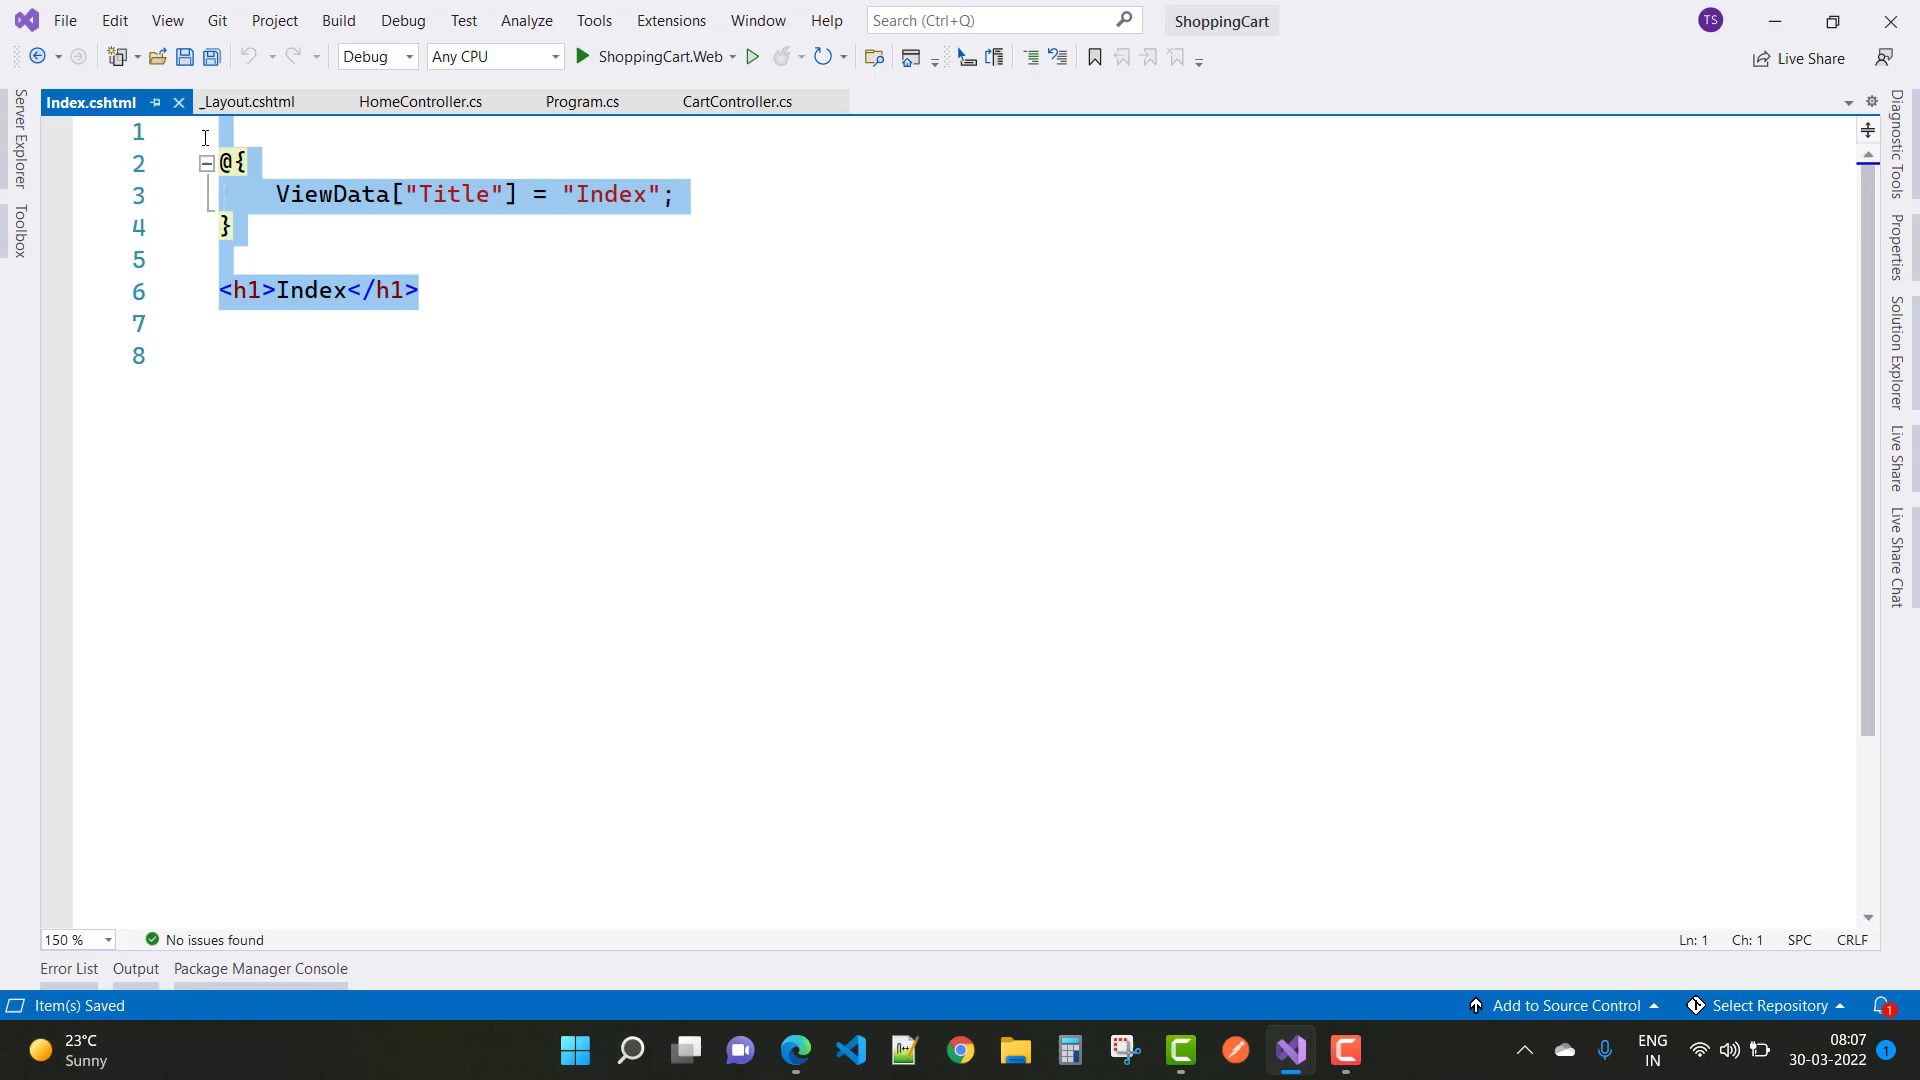 File Edit View Git Project Build Debug Test Analyze Tools Extensions Window Help Search (Ctrl+Q) ShoppingCart TS
Debug Any CPU ShoppingCart.Web Live Share
Index.cshtml _Layout.cshtml HomeController.cs Program.cs CartController.cs
Server Explorer
Toolbox
1
2 @{
3 ViewData["Title"] = "Index";
4 }
5
6 <h1>Index</h1>
7
8
Diagnostic Tools
Properties
Solution Explorer
Live Share
Live Share Chat
150 % No issues found Ln: 1 Ch: 1 SPC CRLF
Error List Output Package Manager Console
Item(s) Saved Add to Source Control Select Repository 1
23°C
Sunny
ENG
IN
08:07
30-03-2022
1